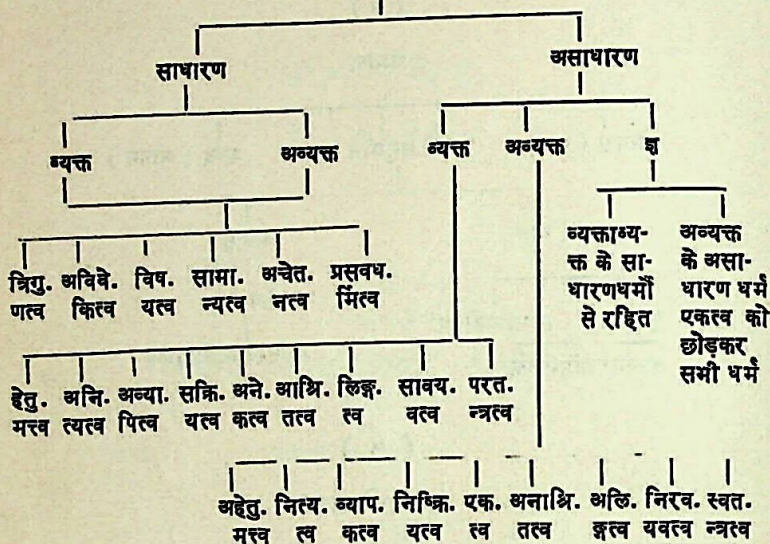 साधारण असाधारण
व्यक्त अव्यक्त व्यक्त अव्यक्त ज्ञ
त्रिगु. अविवे. विष. सामा. अचेत. प्रसवध.
णत्व कित्व यत्व न्यत्व नत्व र्मित्व
व्यक्ताव्य-
क्त के सा-
धारणधर्मों
से रहित
अव्यक्त
के असा-
धारण धर्म
एकत्व को
छोड़कर
सभी धर्म
हेतु. अनि. अव्या. सक्रि. अने. आश्रि. लिङ्ग. सावय. परत.
मत्त्व त्यत्व पित्व यत्व कत्व तत्व त्व वत्व न्त्रत्व
अहेतु. नित्य. व्याप. निष्क्रि. एक. अनाश्रि. अलि. निरव. स्वत.
मत्त्व त्व कत्व यत्व त्व तत्व ङ्गत्व यवत्व न्त्रत्व